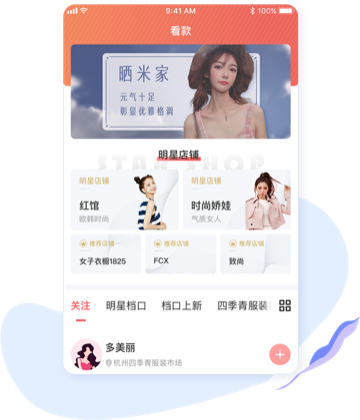 9:41 AM
100%
看款
晒米家
元气十足
彰显优雅格调
STAR SHOP
明星店铺
明星店铺
红馆
欧韩时尚
明星店铺
时尚娇娃
气质女人
推荐店铺
女子衣橱1825
推荐店铺
FCX
推荐店铺
致尚
关注 明星档口 档口上新 四季青服装
多美丽
杭州四季青服装市场